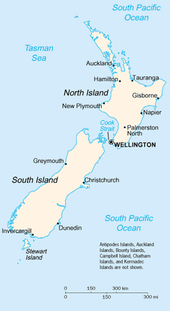 South Pacific
Ocean
Tasman
Sea
Auckland
Hamilton
Tauranga
North Island
Gisborne
New Plymouth
Napier
Cook
Strait
Palmerston
North
WELLINGTON
Greymouth
South Island
Christchurch
South Pacific
Ocean
Invercargill
Dunedin
Stewart
Island
Antipodes Islands, Auckland
Islands, Bounty Islands,
Campbell Island, Chatham
Islands, and Kermadec
Islands are not shown.
0 150 300 km
0 150 300 mi